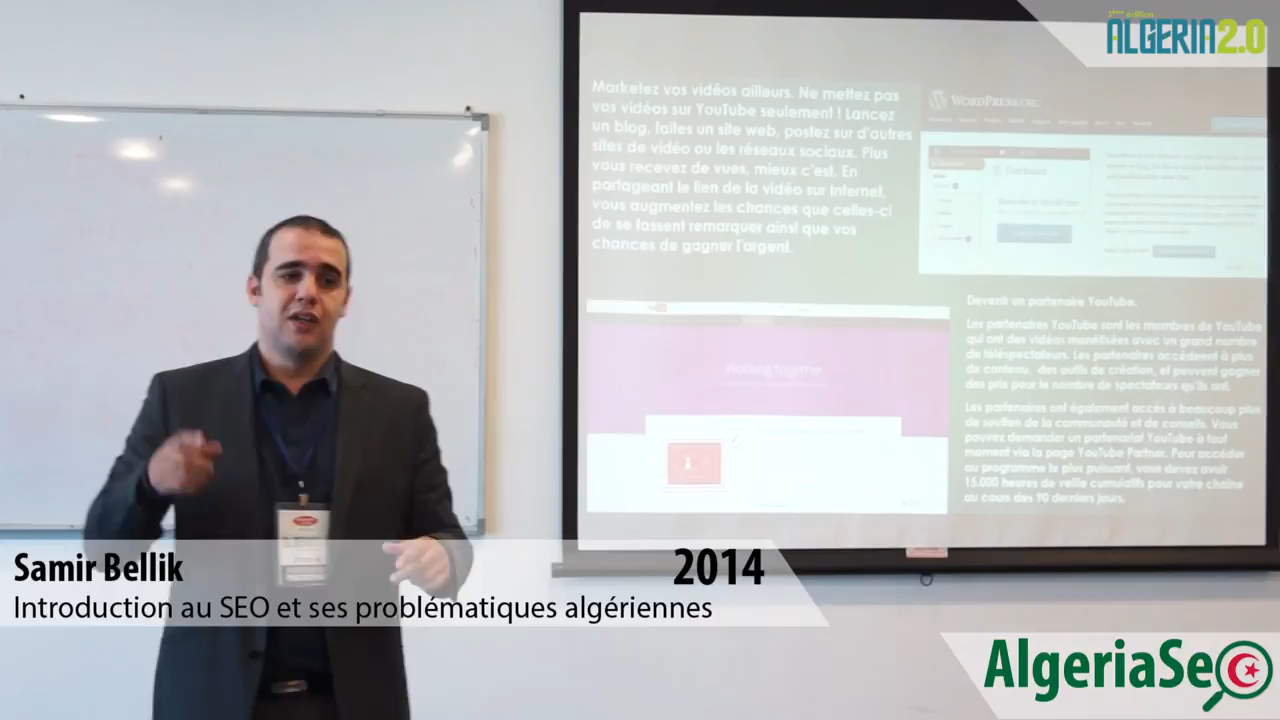 3ème édition
ALGERIA2.0
Marketez vos vidéos ailleurs. Ne mettez pas
vos vidéos sur YouTube seulement ! Lancez
un blog, faites un site web, postez sur d'autres
sites de vidéo ou les réseaux sociaux. Plus
vous recevez de vues, mieux c'est. En
partageant le lien de la vidéo sur Internet,
vous augmentez les chances que celles-ci
de se fassent remarquer ainsi que vos
chances de gagner l'argent.
WORDPRESS.ORG
Working together
Devenir un partenaire YouTube.
Les partenaires YouTube sont les membres de YouTube
qui ont des vidéos monétisées avec un grand nombre
de téléspectateurs. Les partenaires accèdeent à plus
de contenu, des outils de création, et peuvent gagner
des prix pour le nombre de spectateurs qu'ils ont.
Les partenaires ont également accès à beaucoup plus
de soutien de la communauté et de conseils. Vous
pouvez demander un partenariat YouTube à tout
moment via la page YouTube Partner. Pour accéder
au programme le plus puissant, vous devez avoir
15.000 heures de veille cumulatifs pour votre chaîne
au cours des 90 derniers jours.
Samir Bellik
2014
Introduction au SEO et ses problématiques algériennes
AlgeriaSeo